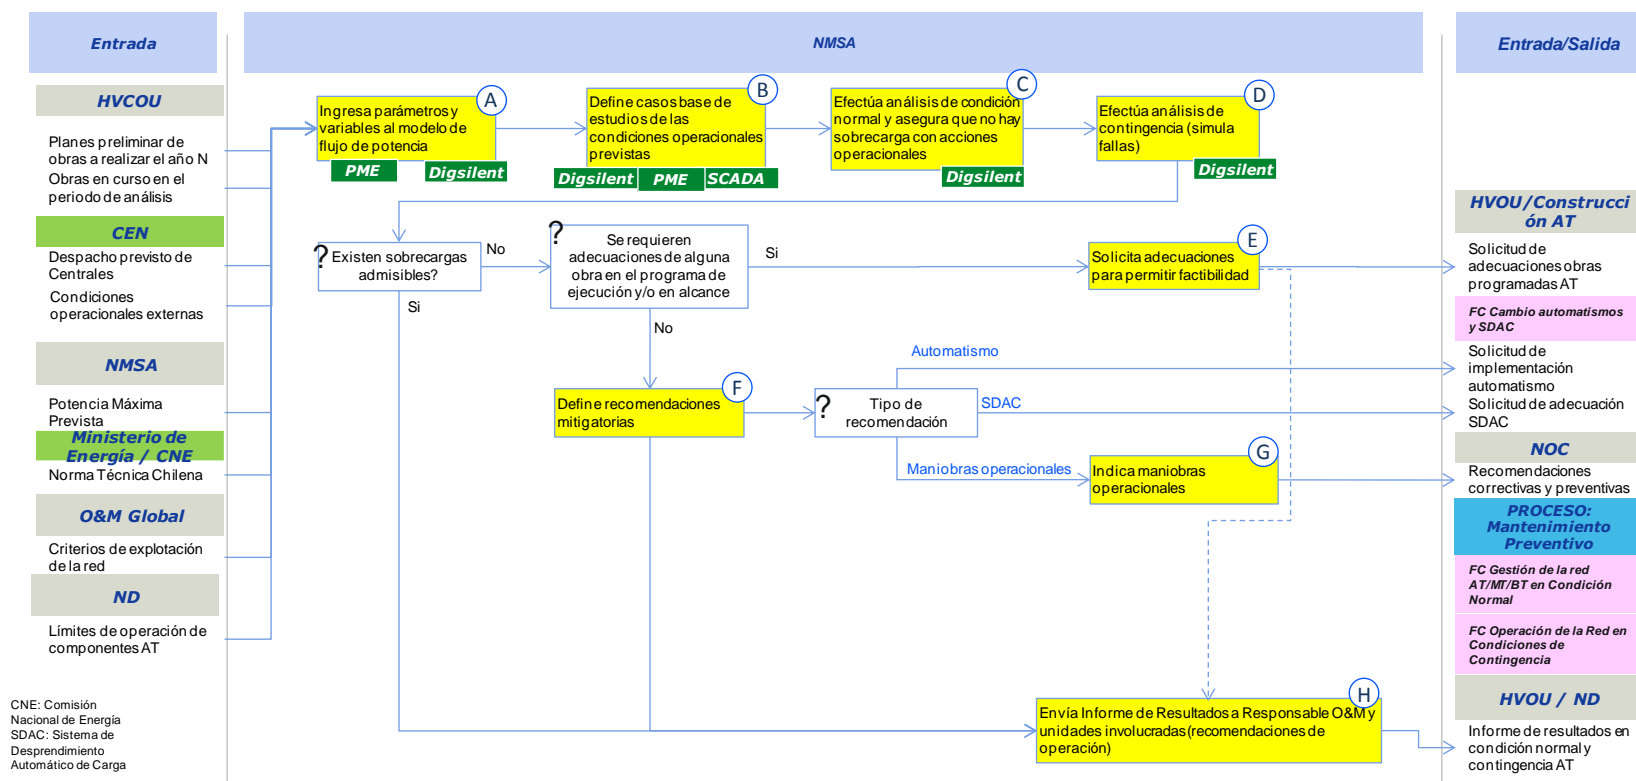 Entrada
NMSA
Entrada/Salida
HVCOU
Planes preliminar de
obras a realizar el año N
Obras en curso en el
periodo de análisis
CEN
Despacho previsto de
Centrales
Condiciones
operacionales externas
NMSA
Potencia Máxima
Prevista
Ministerio de
Energía / CNE
Norma Técnica Chilena
O&M Global
Criterios de explotación
de la red
ND
Límites de operación de
componentes AT
CNE: Comisión
Nacional de Energía
SDAC: Sistema de
Desprendimiento
Automático de Carga
A
Ingresa parámetros y
variables al modelo de
flujo de potencia
PME
Digsilent
B
Define casos base de
estudios de las
condiciones operacionales
previstas
Digsilent
PME
SCADA
C
Efectúa análisis de condición
normal y asegura que no hay
sobrecarga con acciones
operacionales
Digsilent
D
Efectúa análisis de
contingencia (simula
fallas)
Digsilent
?
Existen sobrecargas
admisibles?
No
Si
?
Se requieren
adecuaciones de alguna
obra en el programa de
ejecución y/o en alcance
Si
No
E
Solicita adecuaciones
para permitir factibilidad
F
Define recomendaciones
mitigatorias
?
Tipo de
recomendación
Automatismo
SDAC
Maniobras operacionales
G
Indica maniobras
operacionales
H
Envía Informe de Resultados a Responsable O&M y
unidades involucradas (recomendaciones de
operación)
HVOU/Construcci
ón AT
Solicitud de
adecuaciones obras
programadas AT
FC Cambio automatismos
y SDAC
Solicitud de
implementación
automatismo
Solicitud de adecuación
SDAC
NOC
Recomendaciones
correctivas y preventivas
PROCESO:
Mantenimiento
Preventivo
FC Gestión de la red
AT/MT/BT en Condición
Normal
FC Operación de la Red en
Condiciones de
Contingencia
HVOU / ND
Informe de resultados en
condición normal y
contingencia AT